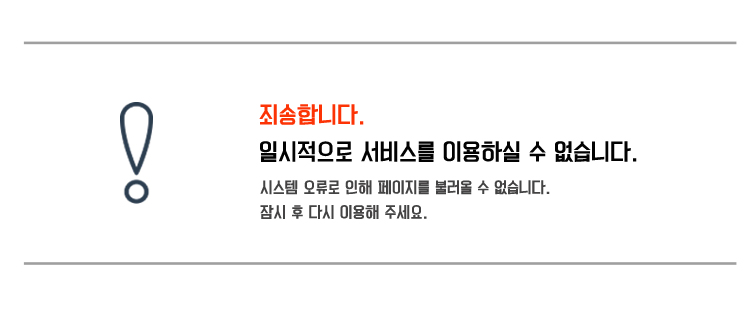 죄송합니다.
일시적으로 서비스를 이용하실 수 없습니다.
시스템 오류로 인해 페이지를 불러올 수 없습니다.
잠시 후 다시 이용해 주세요.